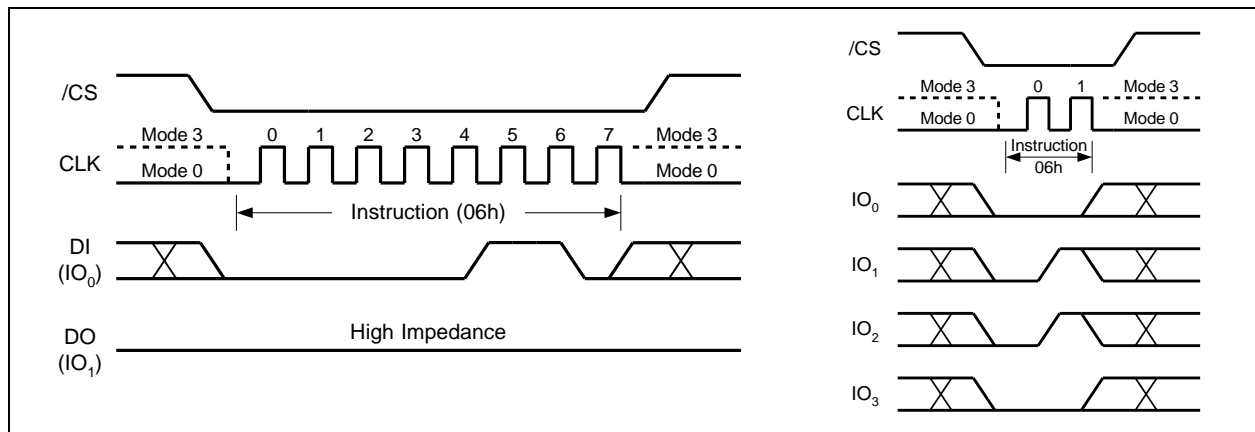 /CS
Mode 3 0 1 2 3 4 5 6 7 Mode 3
CLK
Mode 0 Mode 0
Instruction (06h)
DI
(IO0)
High Impedance
DO
(IO1)
/CS
Mode 3 0 1 Mode 3
CLK
Mode 0 Mode 0
Instruction
06h
IO0
IO1
IO2
IO3